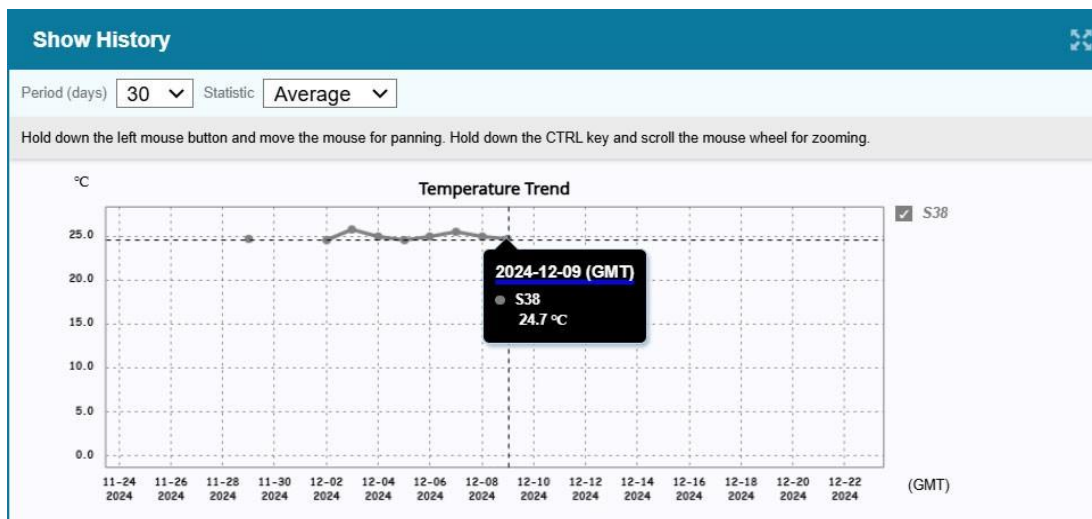 Show History
Period (days) 30 Statistic Average
Hold down the left mouse button and move the mouse for panning. Hold down the CTRL key and scroll the mouse wheel for zooming.
°C
Temperature Trend
S38
25.0
20.0
15.0
10.0
5.0
0.0
2024-12-09 (GMT)
S38
24.7 °C
11-24 11-26 11-28 11-30 12-02 12-04 12-06 12-08 12-10 12-12 12-14 12-16 12-18 12-20 12-22
2024 2024 2024 2024 2024 2024 2024 2024 2024 2024 2024 2024 2024 2024 2024
(GMT)